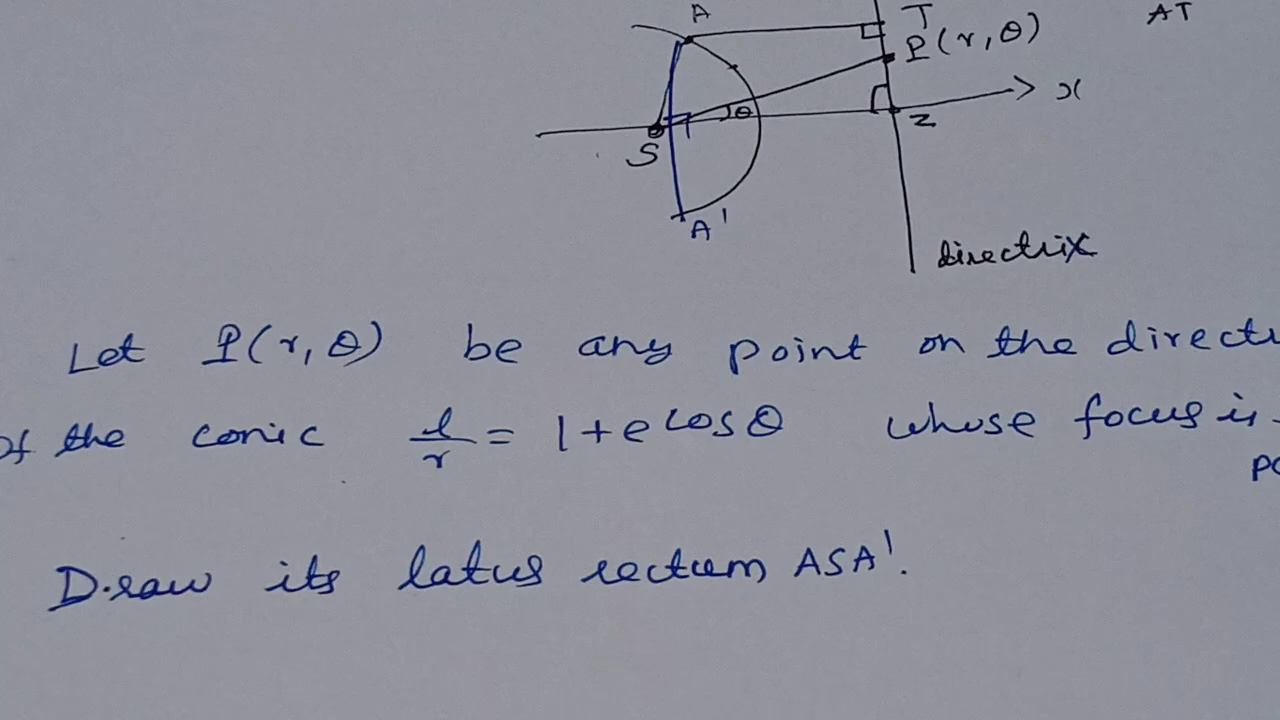 A
T
AT
P(r, θ)
θ
x
S
Z
A'
directrix
Let P(r, θ) be any point on the
of the conic l/r = 1 + e cos θ whose focus is
Draw its latus rectum ASA'.